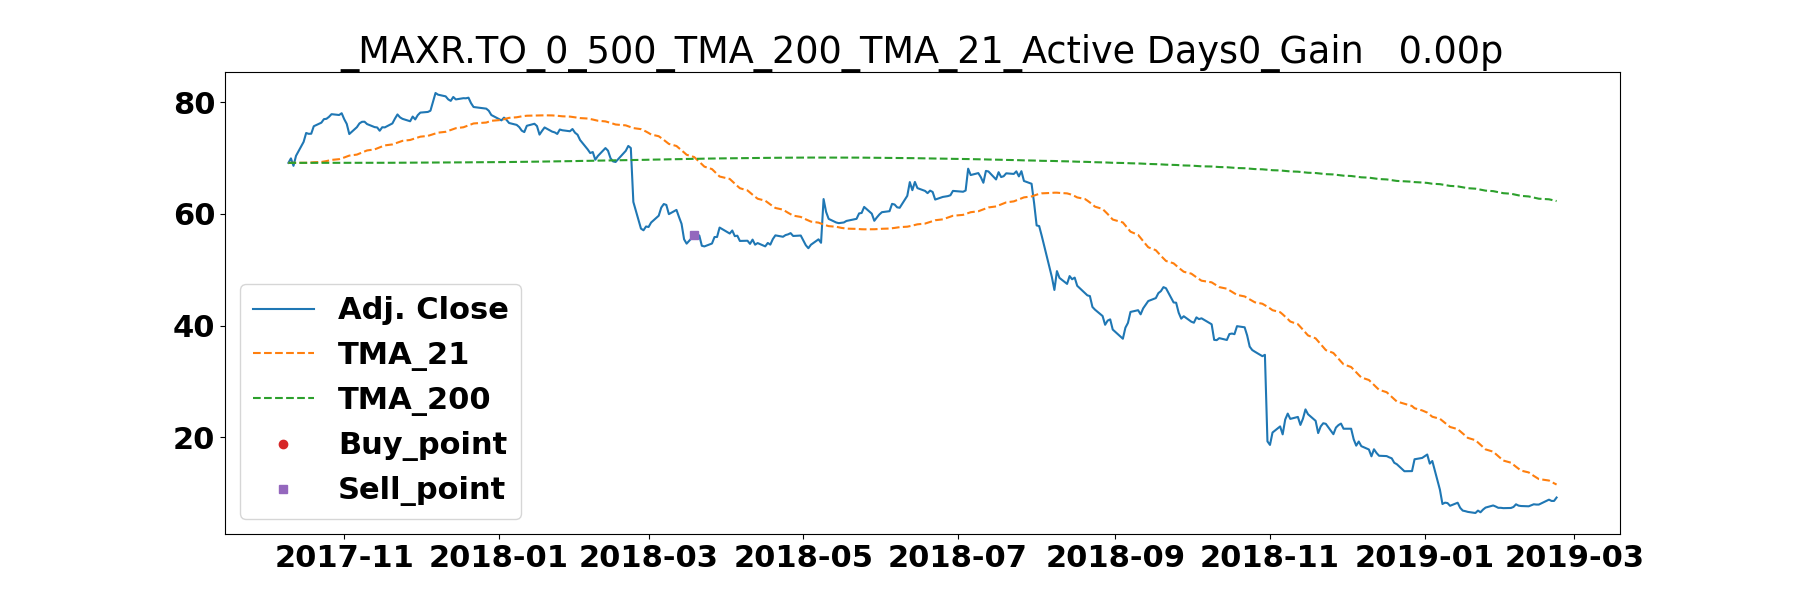 _MAXR.TO_0_500_TMA_200_TMA_21_Active Days0_Gain   0.00p
80
60
40
20
Adj. Close
TMA_21
TMA_200
Buy_point
Sell_point
2017-11 2018-01 2018-03 2018-05 2018-07 2018-09 2018-11 2019-01 2019-03